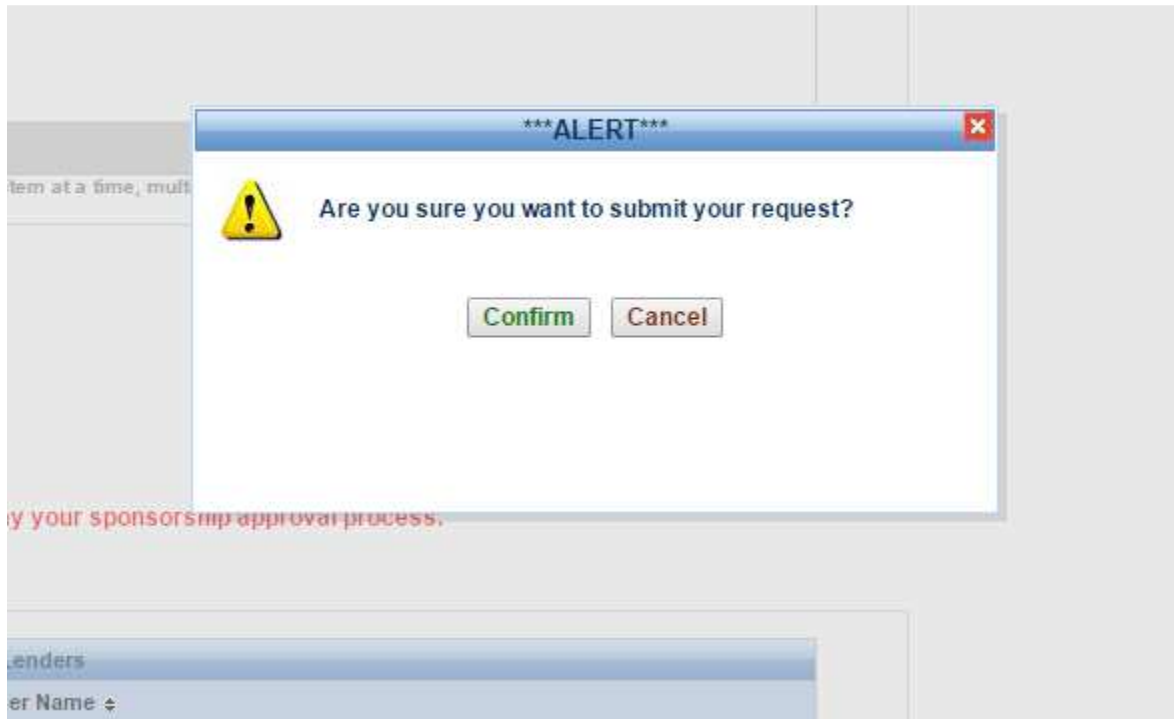 ***ALERT***
tem at a time, mult
Are you sure you want to submit your request?
Confirm Cancel
y your sponsorship approval process.
Lenders
er Name